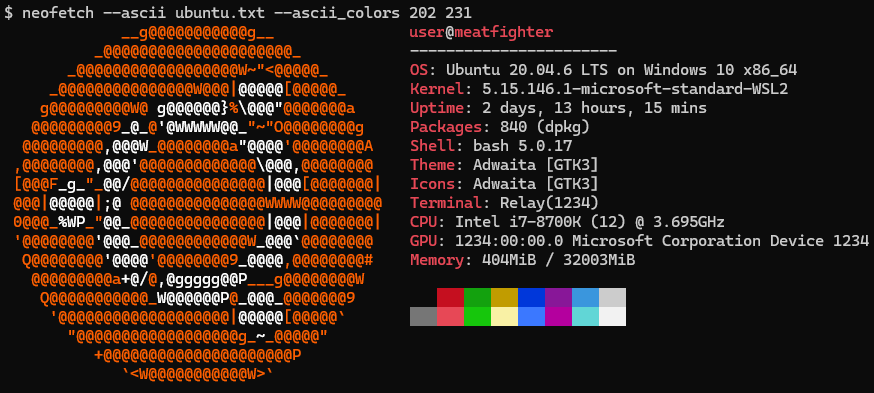 $ neofetch --ascii ubuntu.txt --ascii_colors 202 231
            __g@@@@@@@@@@@g__
         _@@@@@@@@@@@@@@@@@@@@@_
      _@@@@@@@@@@@@@@@@@@W~"<@@@@@_
    _@@@@@@@@@@@@@@@W@@@|@@@@@[@@@@@_
   g@@@@@@@@@W@ g@@@@@@}%\@@@"@@@@@@@a
  @@@@@@@@@9_@_@'@WWWWW@@_"~"O@@@@@@@@g
 @@@@@@@@@,@@@W_@@@@@@@@a"@@@@'@@@@@@@@A
,@@@@@@@@,@@@'@@@@@@@@@@@@@\@@@,@@@@@@@@
[@@@F_g_"_@@/@@@@@@@@@@@@@@@|@@@[@@@@@@@|
@@@|@@@@@|;@ @@@@@@@@@@@@@@@WWWW@@@@@@@@@
0@@@_%WP_"@@_@@@@@@@@@@@@@@@|@@@|@@@@@@@|
'@@@@@@@@'@@@_@@@@@@@@@@@@W_@@@`@@@@@@@@
 Q@@@@@@@@'@@@@'@@@@@@@@9_@@@@,@@@@@@@@#
  @@@@@@@@@a+@/@,@ggggg@@P___g@@@@@@@@W
   Q@@@@@@@@@@@_W@@@@@@P@_@@@_@@@@@@@9
    '@@@@@@@@@@@@@@@@@@@|@@@@@[@@@@@`
      "@@@@@@@@@@@@@@@@@@g_~_@@@@@"
         +@@@@@@@@@@@@@@@@@@@@@P
            `<W@@@@@@@@@@@W>`
user@meatfighter
-----------------------
OS: Ubuntu 20.04.6 LTS on Windows 10 x86_64
Kernel: 5.15.146.1-microsoft-standard-WSL2
Uptime: 2 days, 13 hours, 15 mins
Packages: 840 (dpkg)
Shell: bash 5.0.17
Theme: Adwaita [GTK3]
Icons: Adwaita [GTK3]
Terminal: Relay(1234)
CPU: Intel i7-8700K (12) @ 3.695GHz
GPU: 1234:00:00.0 Microsoft Corporation Device 1234
Memory: 404MiB / 32003MiB